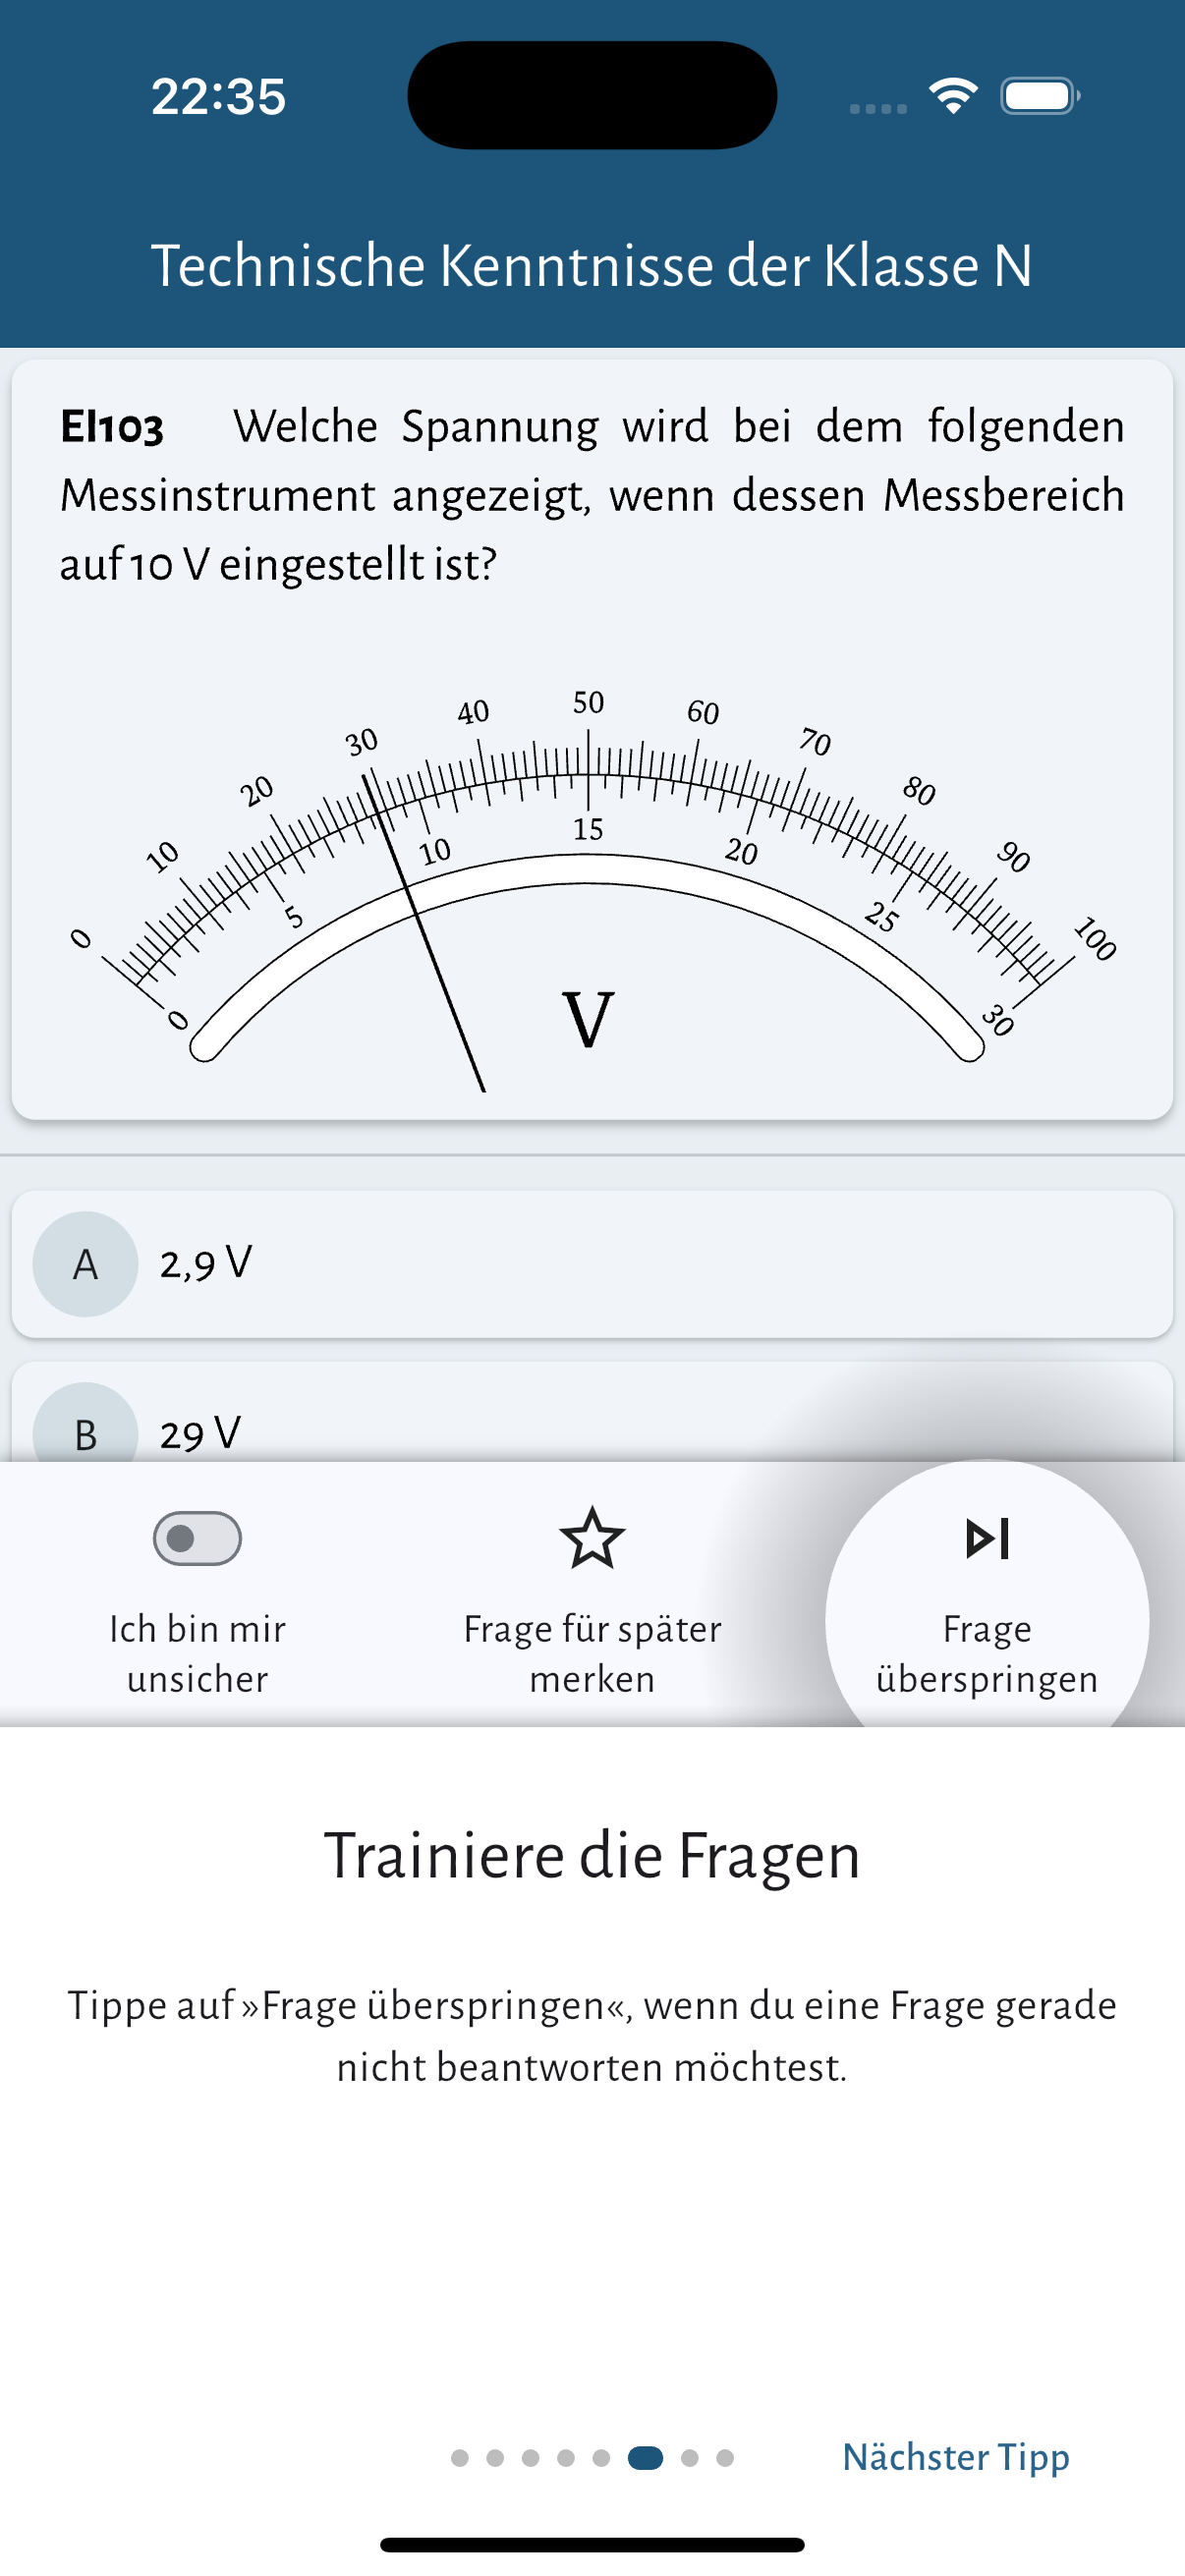 22:35
Technische Kenntnisse der Klasse N
EI103 Welche Spannung wird bei dem folgenden
Messinstrument angezeigt, wenn dessen Messbereich
auf 10 V eingestellt ist?
0 10 20 30 40 50 60 70 80 90 100
0 5 10 15 20 25 30
V
A 2,9 V
B 29 V
Ich bin mir
unsicher
Frage für später
merken
Frage
überspringen
Trainiere die Fragen
Tippe auf »Frage überspringen«, wenn du eine Frage gerade
nicht beantworten möchtest.
Nächster Tipp